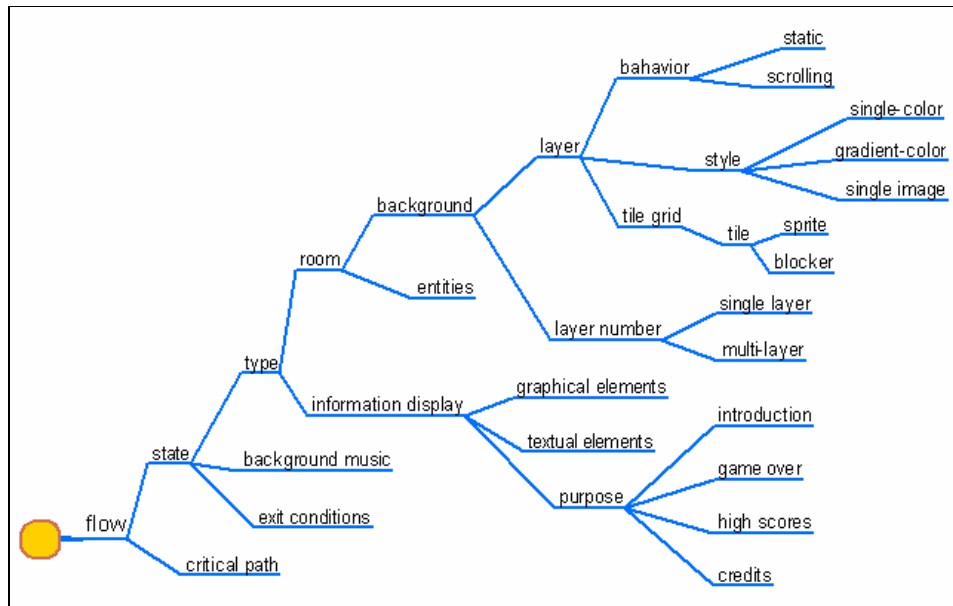 static
bahavior
scrolling
single-color
layer
style
gradient-color
single image
background
tile grid
tile
sprite
blocker
room
entities
single layer
layer number
multi-layer
type
graphical elements
information display
introduction
textual elements
state
background music
game over
purpose
exit conditions
high scores
flow
critical path
credits